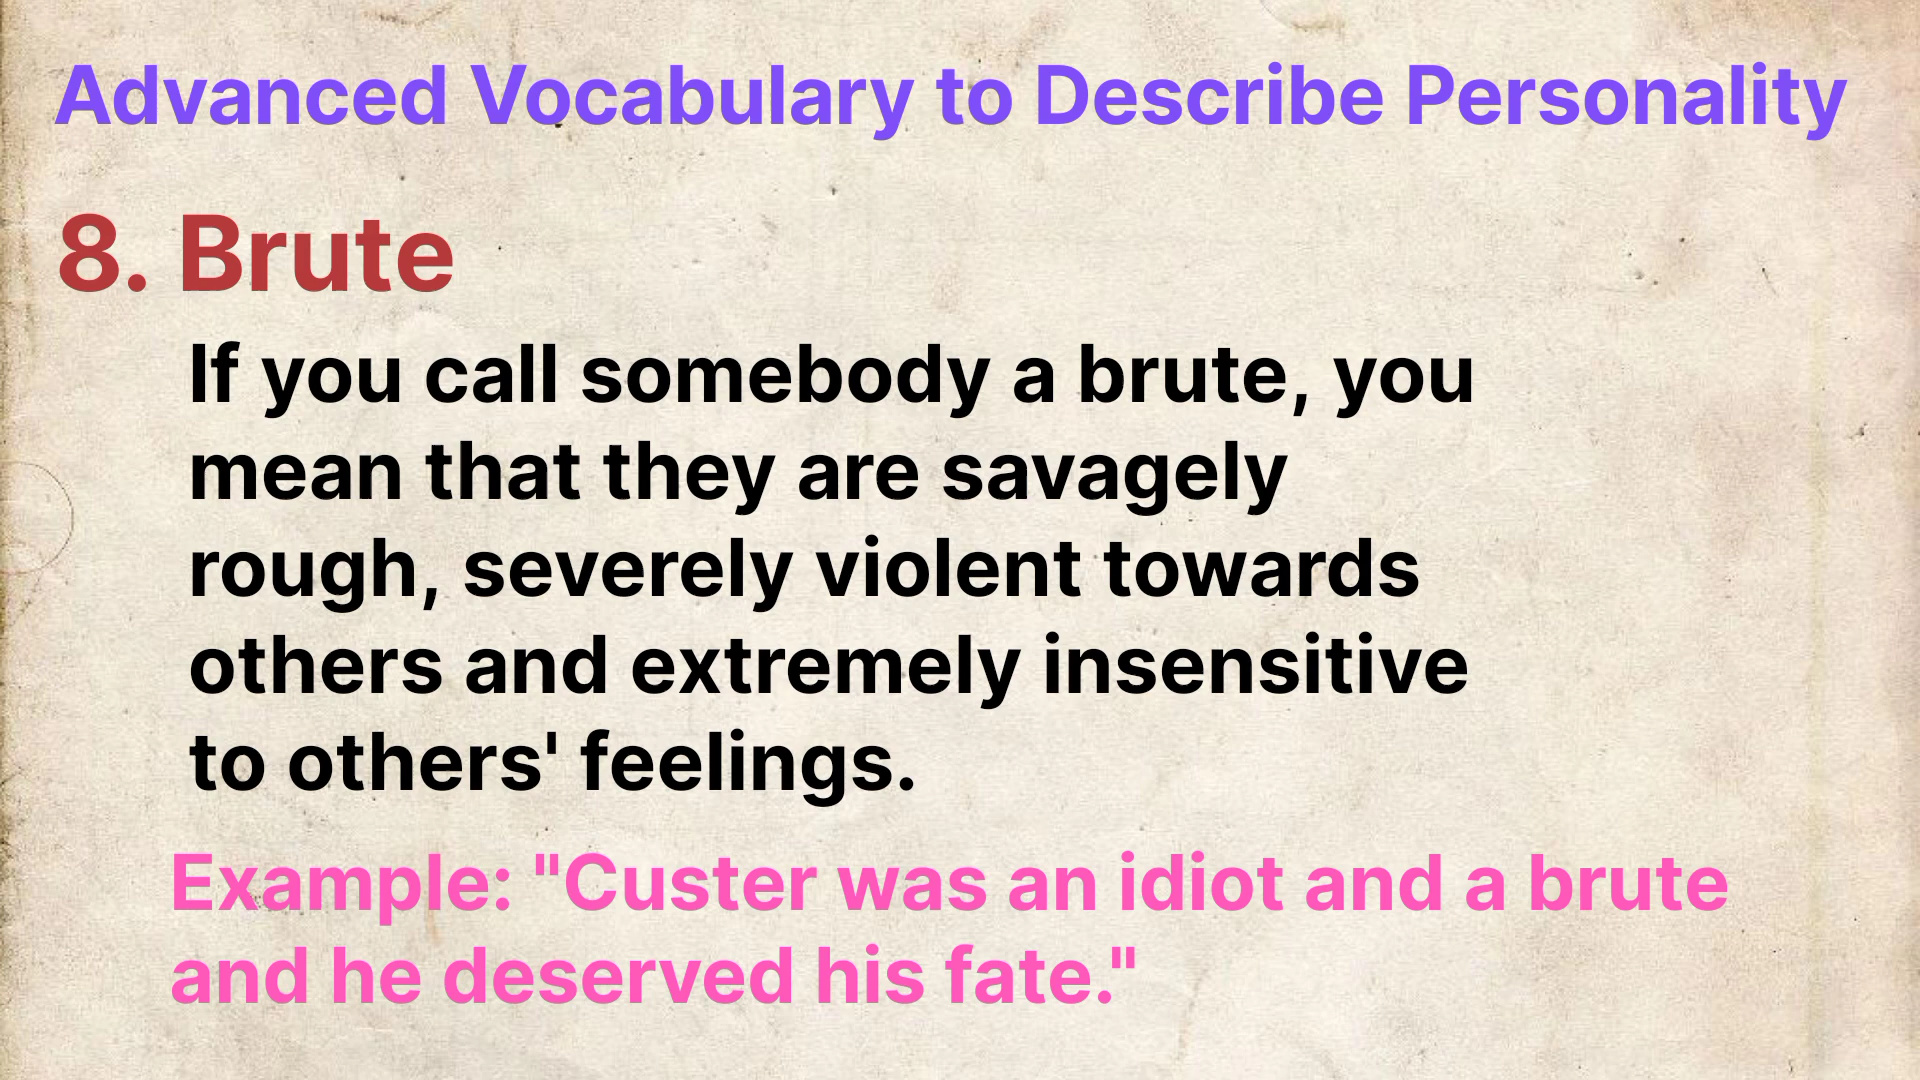 Advanced Vocabulary to Describe Personality
8. Brute
If you call somebody a brute, you
mean that they are savagely
rough, severely violent towards
others and extremely insensitive
to others' feelings.
Example: "Custer was an idiot and a brute
and he deserved his fate."